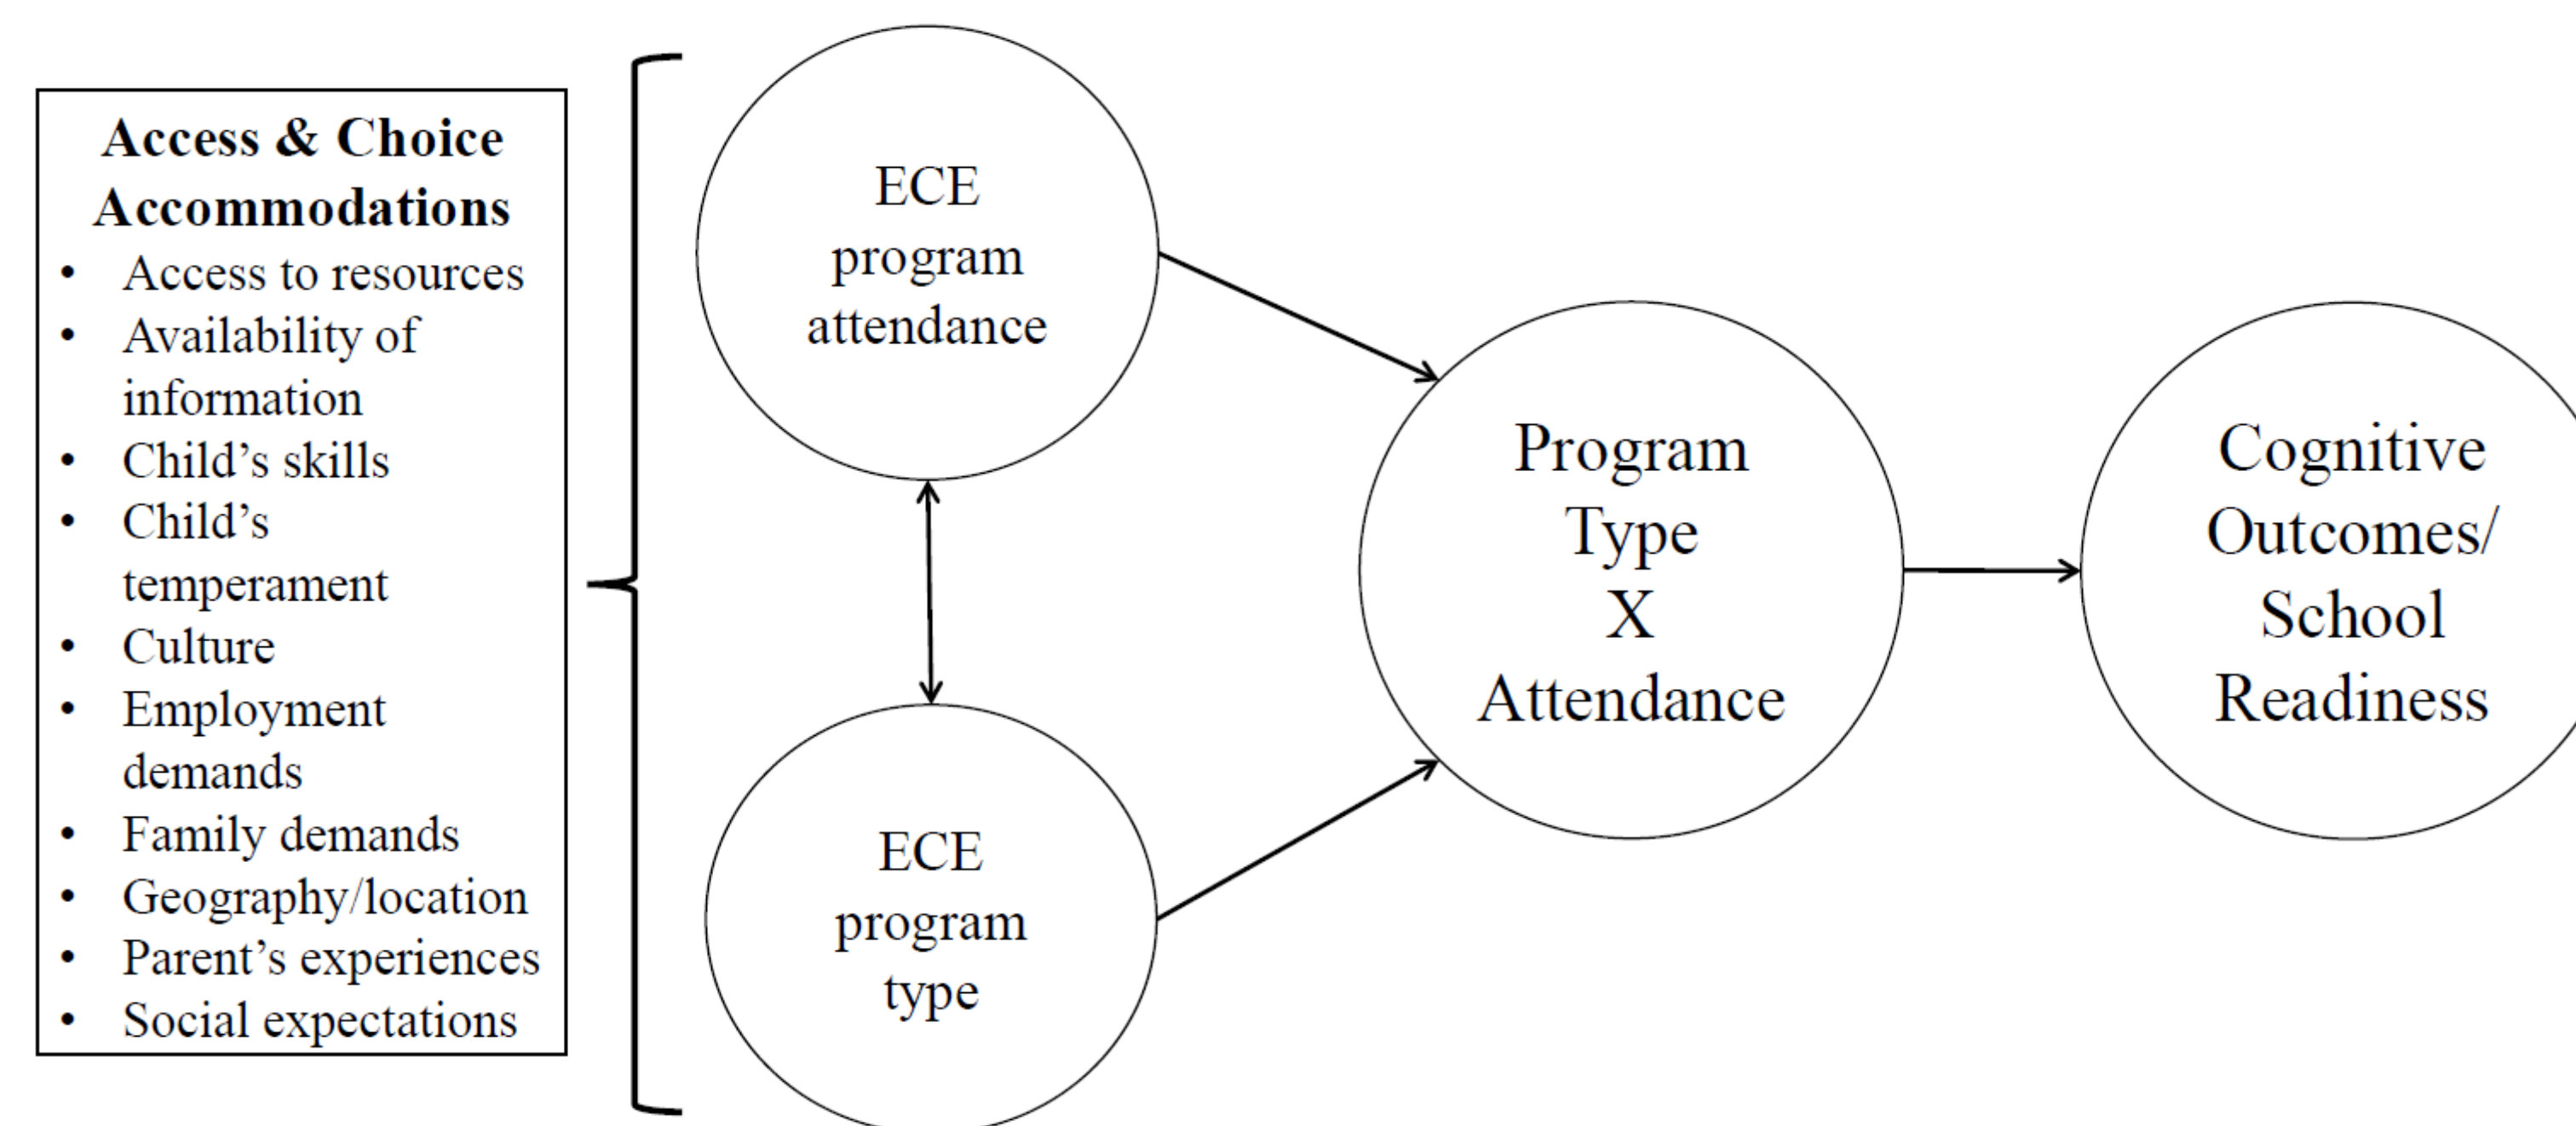 Access & Choice
Accommodations
• Access to resources
• Availability of
information
• Child’s skills
• Child’s
temperament
• Culture
• Employment
demands
• Family demands
• Geography/location
• Parent’s experiences
• Social expectations
ECE
program
attendance
ECE
program
type
Program
Type
X
Attendance
Cognitive
Outcomes/
School
Readiness